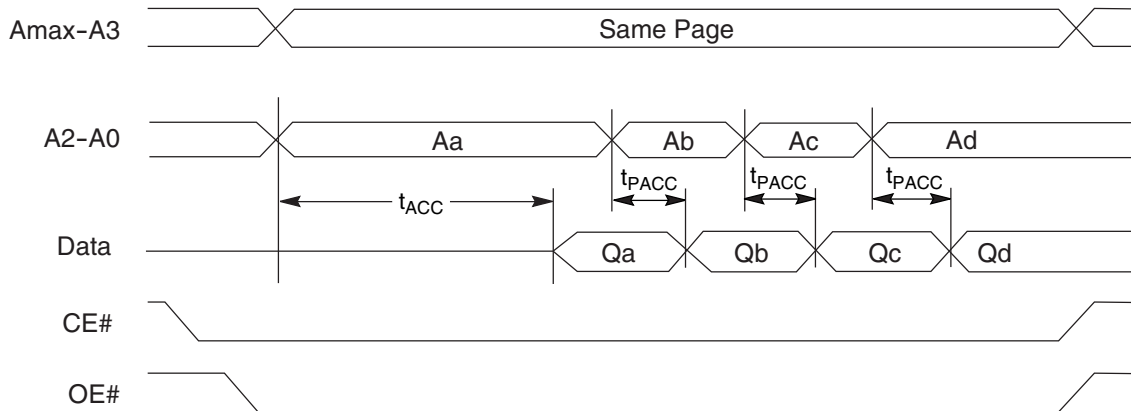 Amax-A3 Same Page
A2-A0 Aa Ab Ac Ad
tACC tPACC tPACC tPACC
Data Qa Qb Qc Qd
CE#
OE#